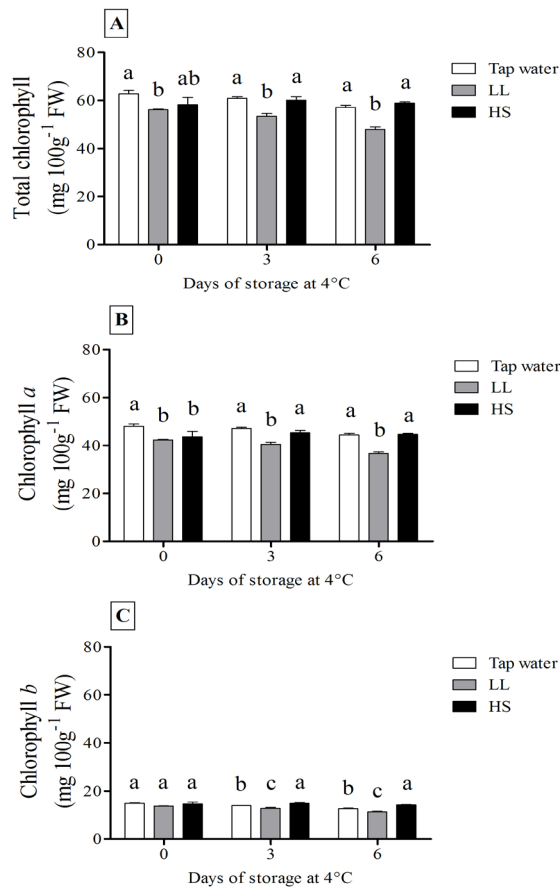 A
80
60
40
20
0
a b ab a b a a b a
0 3 6
Total chlorophyll
(mg 100g⁻¹ FW)
Days of storage at 4°C
Tap water
LL
HS
B
80
60
40
20
0
a b b a b a a b a
0 3 6
Chlorophyll a
(mg 100g⁻¹ FW)
Days of storage at 4°C
Tap water
LL
HS
C
80
60
40
20
0
a a a b c a b c a
0 3 6
Chlorophyll b
(mg 100g⁻¹ FW)
Days of storage at 4°C
Tap water
LL
HS